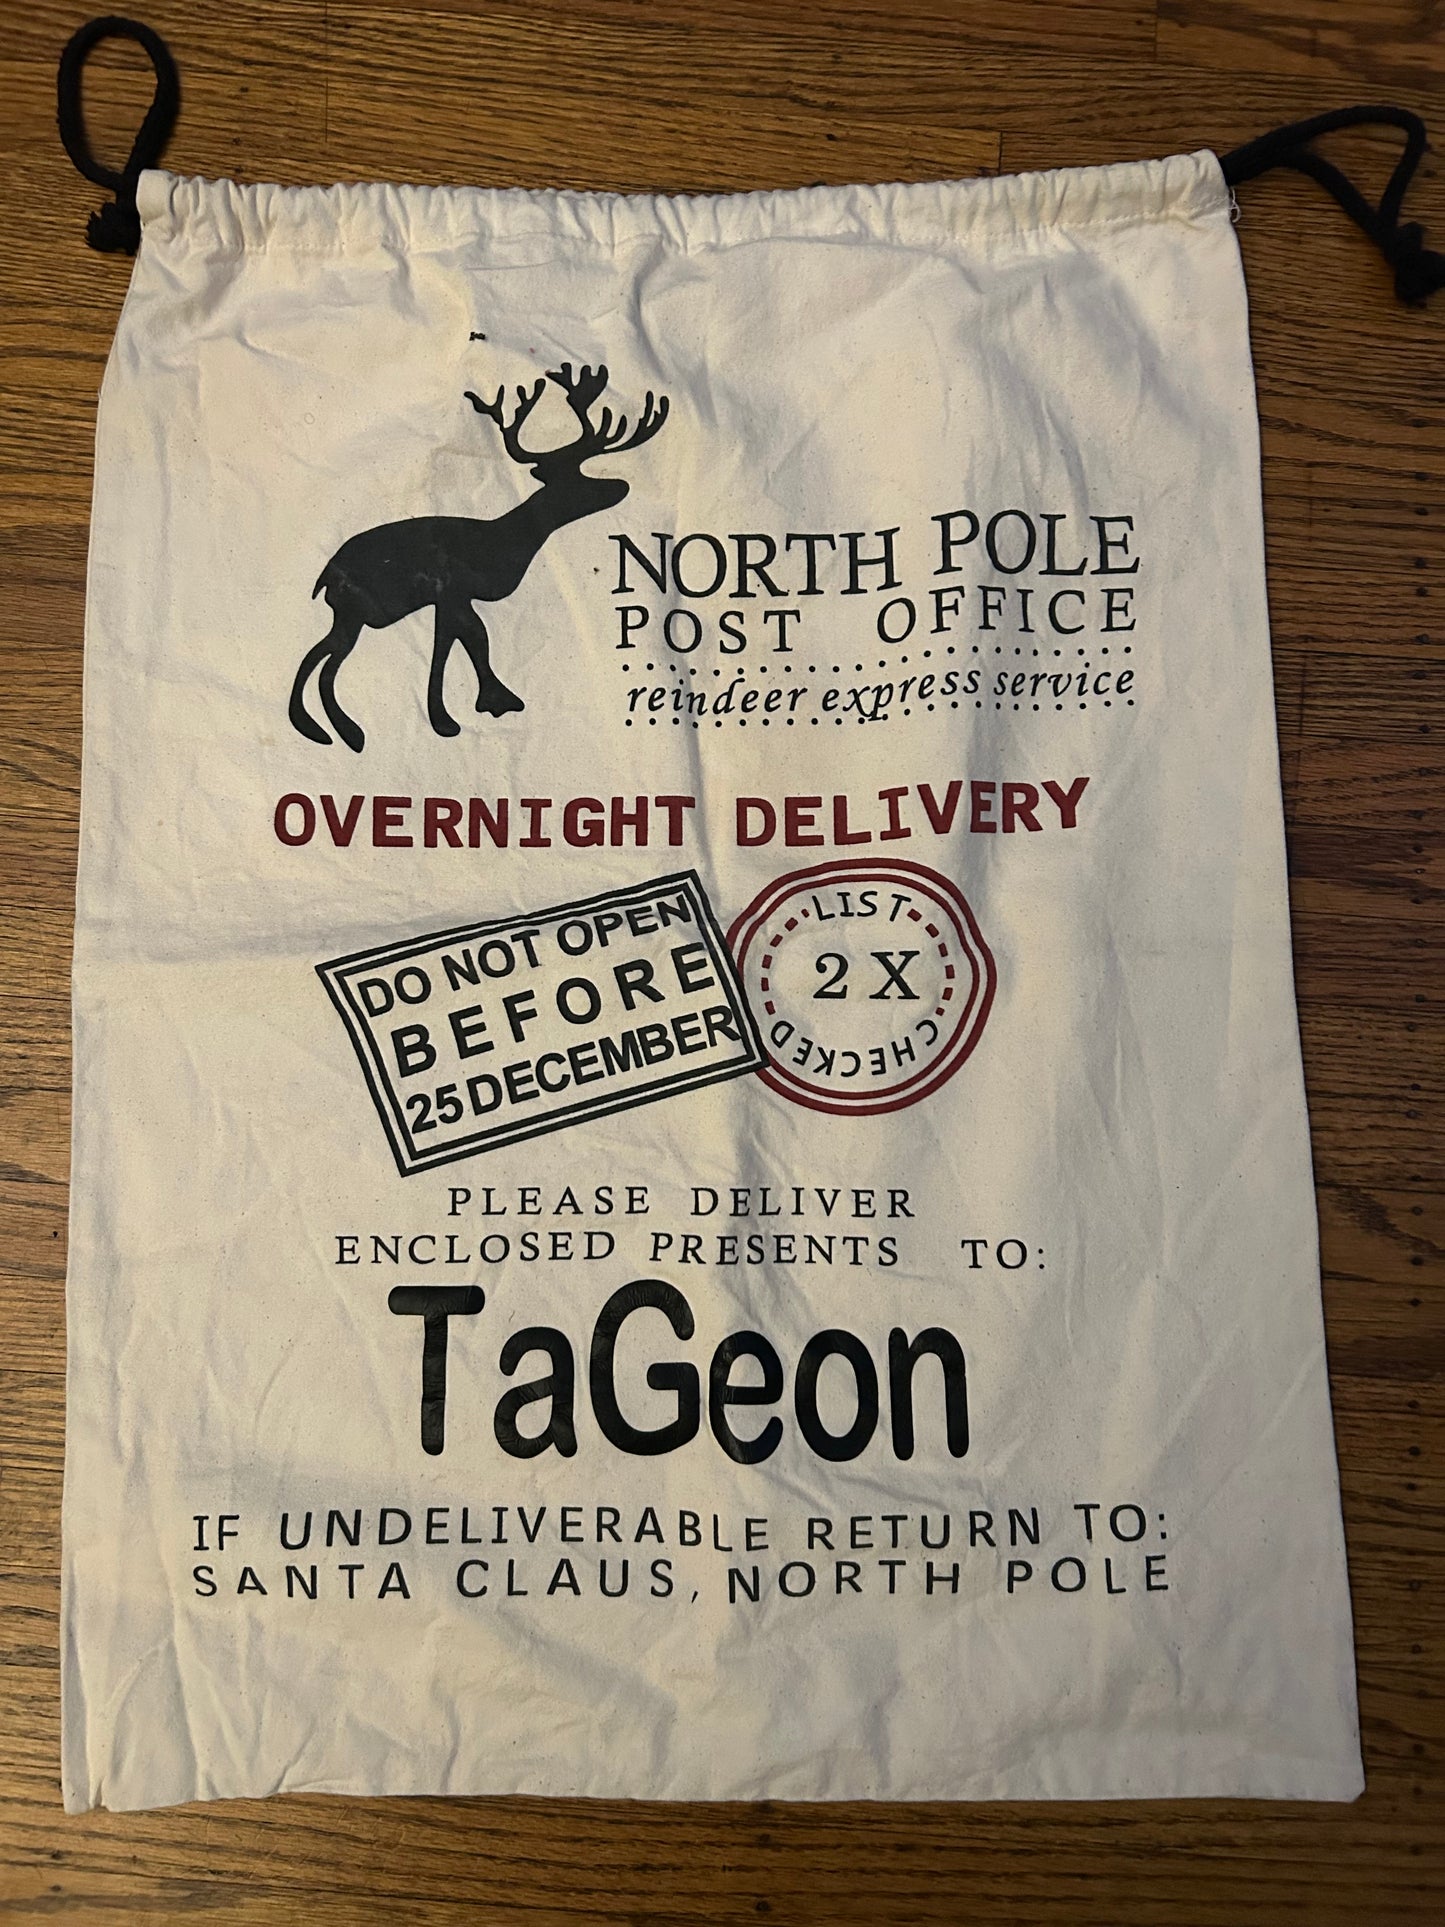 NORTH POLE
POST OFFICE
reindeer express service
OVERNIGHT DELIVERY
DO NOT OPEN
BEFORE
25 DECEMBER
LIST
2 X
CHECKED
PLEASE DELIVER
ENCLOSED PRESENTS TO:
TaGeon
IF UNDELIVERABLE RETURN TO:
SANTA CLAUS, NORTH POLE